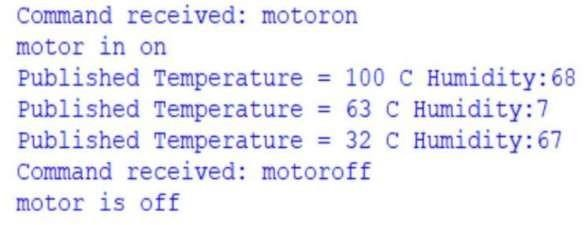 Command received: motoron
motor in on
Published Temperature = 100 C Humidity:68
Published Temperature = 63 C Humidity:7
Published Temperature = 32 C Humidity:67
Command received: motoroff
motor is off